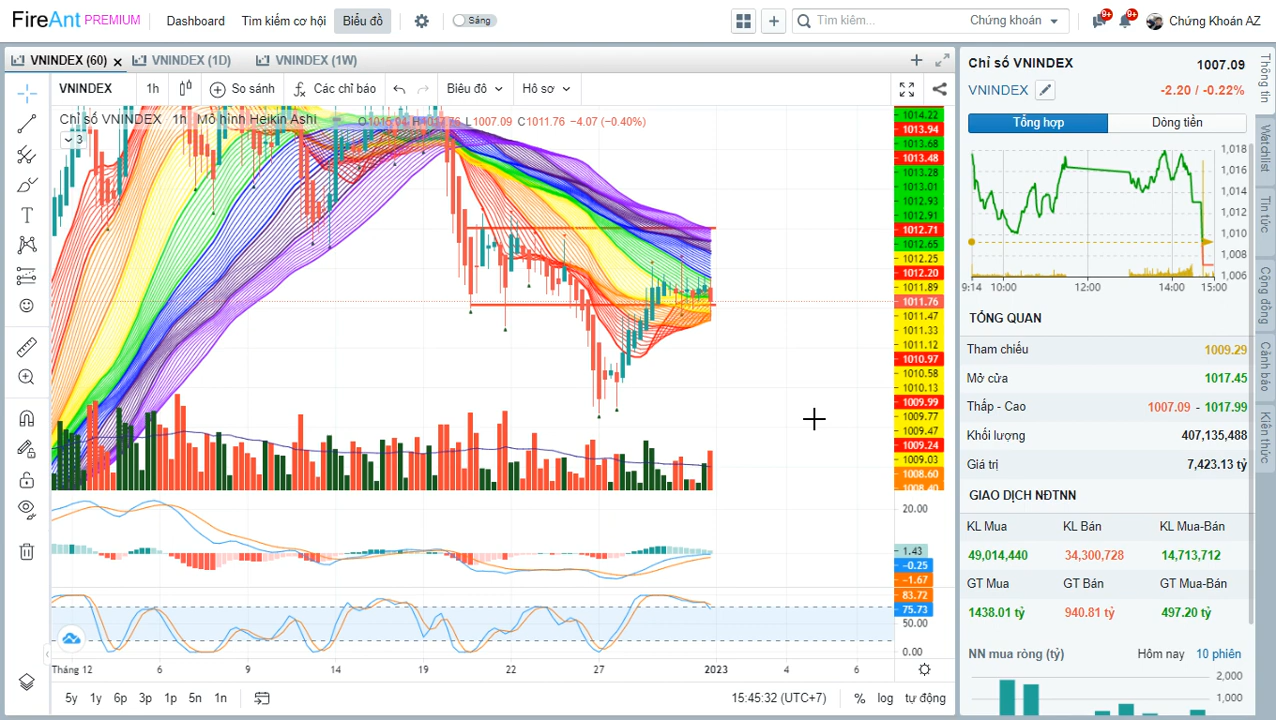 FireAnt PREMIUM Dashboard Tìm kiếm cơ hội Biểu đồ Sáng Tìm kiếm... Chứng khoán 9+ 9+ Chứng Khoán AZ
VNINDEX (60) VNINDEX (1D) VNINDEX (1W)
VNINDEX 1h So sánh Các chỉ báo Biểu đồ Hồ sơ
Chỉ số VNINDEX 1h Mô hình Heikin Ashi L1007.09 C1011.76 −4.07 (−0.40%)
3
1014.22
1013.94
1013.68
1013.48
1013.28
1013.01
1012.93
1012.91
1012.71
1012.65
1012.25
1012.20
1011.89
1011.76
1011.47
1011.33
1011.12
1010.97
1010.58
1010.13
1009.99
1009.77
1009.47
1009.24
1009.03
1008.60
1008.40
20.00
1.43
−0.25
−1.67
83.72
75.73
50.00
0.00
Tháng 12 6 9 14 19 22 27 2023 4 6
5y 1y 6p 3p 1p 5n 1n 15:45:32 (UTC+7) % log tự động
Chỉ số VNINDEX 1007.09
VNINDEX -2.20 / -0.22%
Tổng hợp Dòng tiền
1,018
1,016
1,014
1,012
1,010
1,008
1,006
9:14 10:00 12:00 14:00 15:00
TỔNG QUAN
Tham chiếu 1009.29
Mở cửa 1017.45
Thấp - Cao 1007.09 - 1017.99
Khối lượng 407,135,488
Giá trị 7,423.13 tỷ
GIAO DỊCH NĐTNN
KL Mua KL Bán KL Mua-Bán
49,014,440 34,300,728 14,713,712
GT Mua GT Bán GT Mua-Bán
1438.01 tỷ 940.81 tỷ 497.20 tỷ
NN mua ròng (tỷ) Hôm nay 10 phiên
2,000
1,000
Thông tin
Watchlist
Tin tức
Cộng đồng
Cảnh báo
Kiến thức